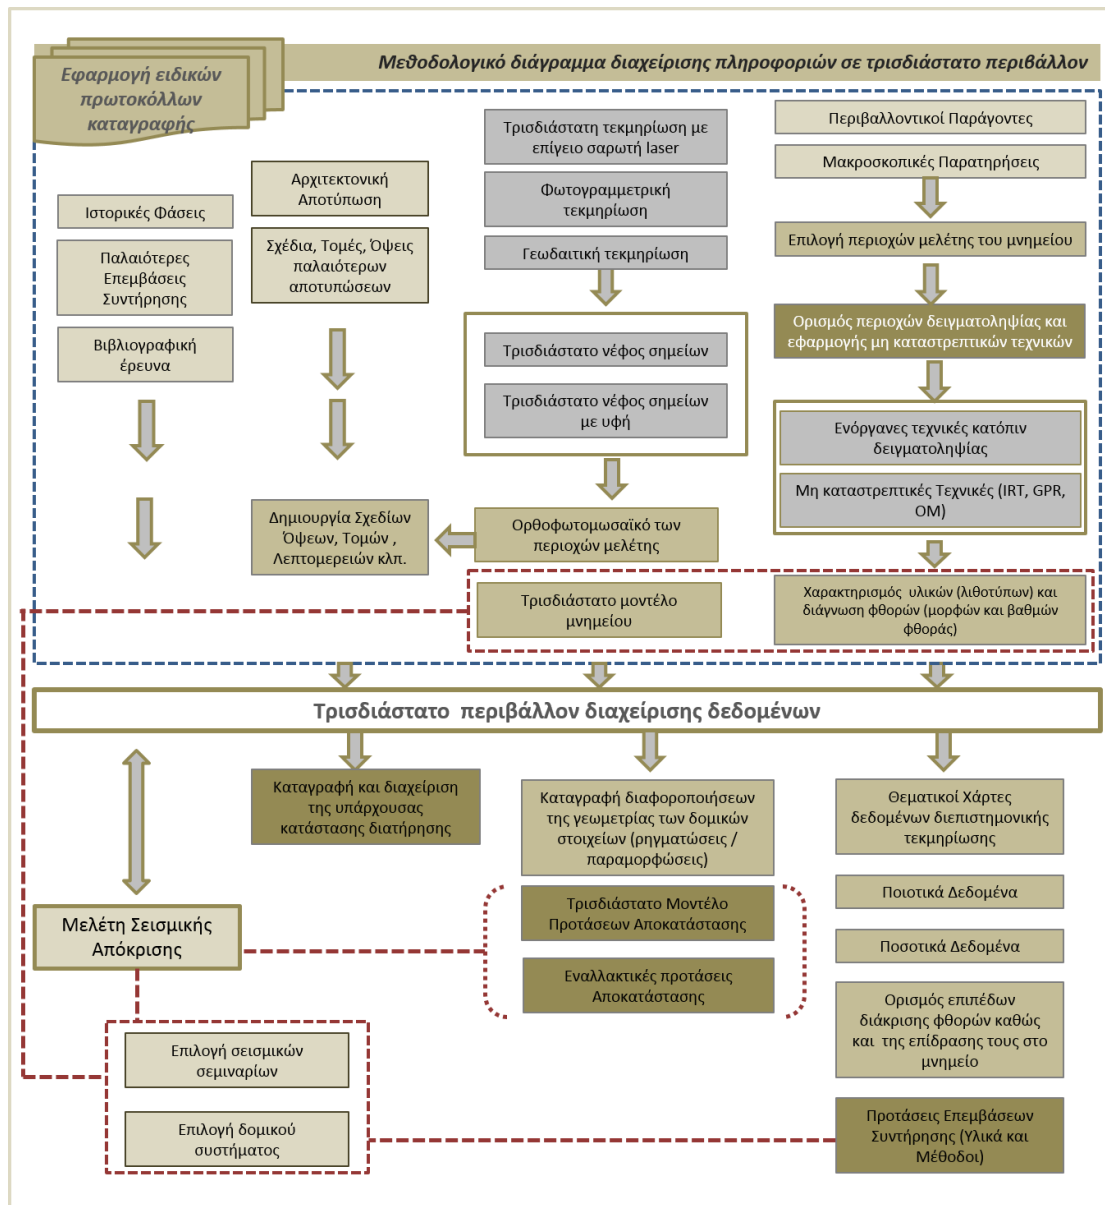 Μεθοδολογικό διάγραμμα διαχείρισης πληροφοριών σε τρισδιάστατο περιβάλλον
Εφαρμογή ειδικών
πρωτοκόλλων
καταγραφής
Ιστορικές Φάσεις
Παλαιότερες
Επεμβάσεις
Συντήρησης
Βιβλιογραφική
έρευνα
Αρχιτεκτονική
Αποτύπωση
Σχέδια, Τομές, Όψεις
παλαιότερων
αποτυπώσεων
Δημιουργία Σχεδίων
Όψεων, Τομών ,
Λεπτομερειών κλπ.
Τρισδιάστατη τεκμηρίωση με
επίγειο σαρωτή laser
Φωτογραμμετρική
τεκμηρίωση
Γεωδαιτική τεκμηρίωση
Τρισδιάστατο νέφος σημείων
Τρισδιάστατο νέφος σημείων
με υφή
Ορθοφωτομωσαϊκό των
περιοχών μελέτης
Τρισδιάστατο μοντέλο
μνημείου
Περιβαλλοντικοί Παράγοντες
Μακροσκοπικές Παρατηρήσεις
Επιλογή περιοχών μελέτης του μνημείου
Ορισμός περιοχών δειγματοληψίας και
εφαρμογής μη καταστρεπτικών τεχνικών
Ενόργανες τεχνικές κατόπιν
δειγματοληψίας
Μη καταστρεπτικές Τεχνικές (IRT, GPR,
OM)
Χαρακτηρισμός υλικών (λιθοτύπων) και
διάγνωση φθορών (μορφών και βαθμών
φθοράς)
Τρισδιάστατο περιβάλλον διαχείρισης δεδομένων
Καταγραφή και διαχείριση
της υπάρχουσας
κατάστασης διατήρησης
Καταγραφή διαφοροποιήσεων
της γεωμετρίας των δομικών
στοιχείων (ρηγματώσεις /
παραμορφώσεις)
Τρισδιάστατο Μοντέλο
Προτάσεων Αποκατάστασης
Εναλλακτικές προτάσεις
Αποκατάστασης
Θεματικοί Χάρτες
δεδομένων διεπιστημονικής
τεκμηρίωσης
Ποιοτικά Δεδομένα
Ποσοτικά Δεδομένα
Ορισμός επιπέδων
διάκρισης φθορών καθώς
και της επίδρασης τους στο
μνημείο
Προτάσεις Επεμβάσεων
Συντήρησης (Υλικά και
Μέθοδοι)
Μελέτη Σεισμικής
Απόκρισης
Επιλογή σεισμικών
σεμιναρίων
Επιλογή δομικού
συστήματος